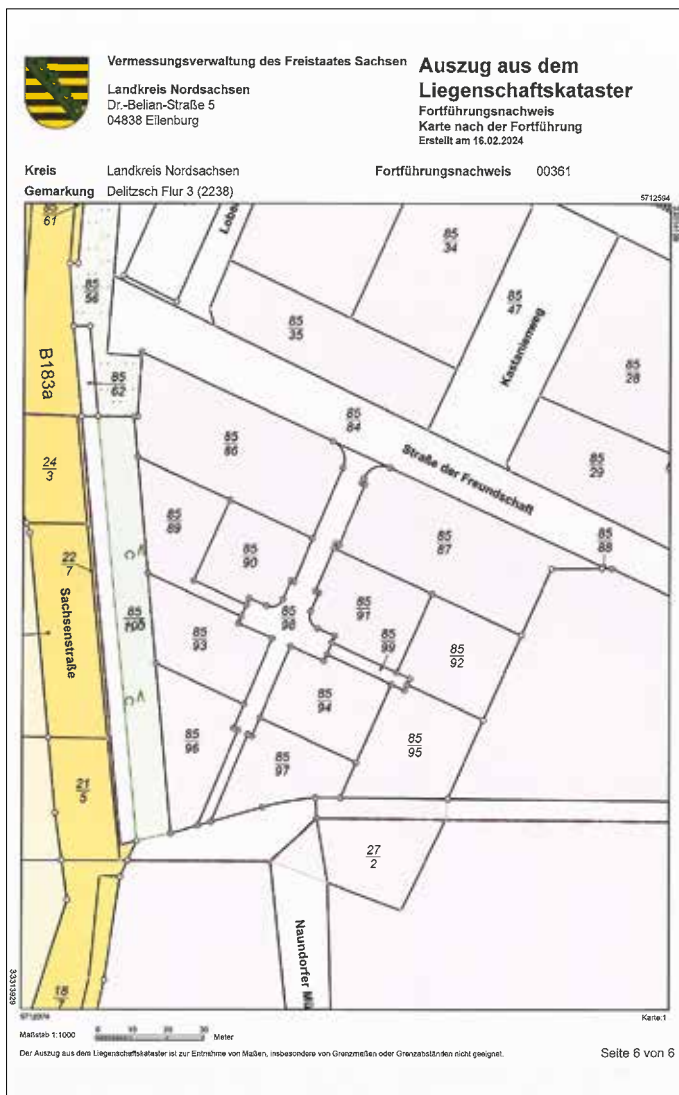 Vermessungsverwaltung des Freistaates Sachsen
Landkreis Nordsachsen
Dr.-Belian-Straße 5
04838 Eilenburg
Auszug aus dem
Liegenschaftskataster
Fortführungsnachweis
Karte nach der Fortführung
Erstellt am 16.02.2024
Kreis Landkreis Nordsachsen
Fortführungsnachweis 00361
Gemarkung Delitzsch Flur 3 (2238)
5712594
61
85
34
85
47
85
35
Kastanienweg
85
28
B183a
85
62
85
84
85
86
Straße der Freundschaft
85
29
24
3
85
89
85
90
85
87
85
88
22
7
Sachsenstraße
85
85
98
85
91
85
99
85
93
85
92
85
94
85
95
85
96
85
97
21
5
27
2
Naundorfer
18
7
33313929
Karte:1
Maßstab 1:1000
0 10 20 30 Meter
Der Auszug aus dem Liegenschaftskataster ist zur Entnahme von Maßen, insbesondere von Grenzmaßen oder Grenzabständen nicht geeignet.
Seite 6 von 6